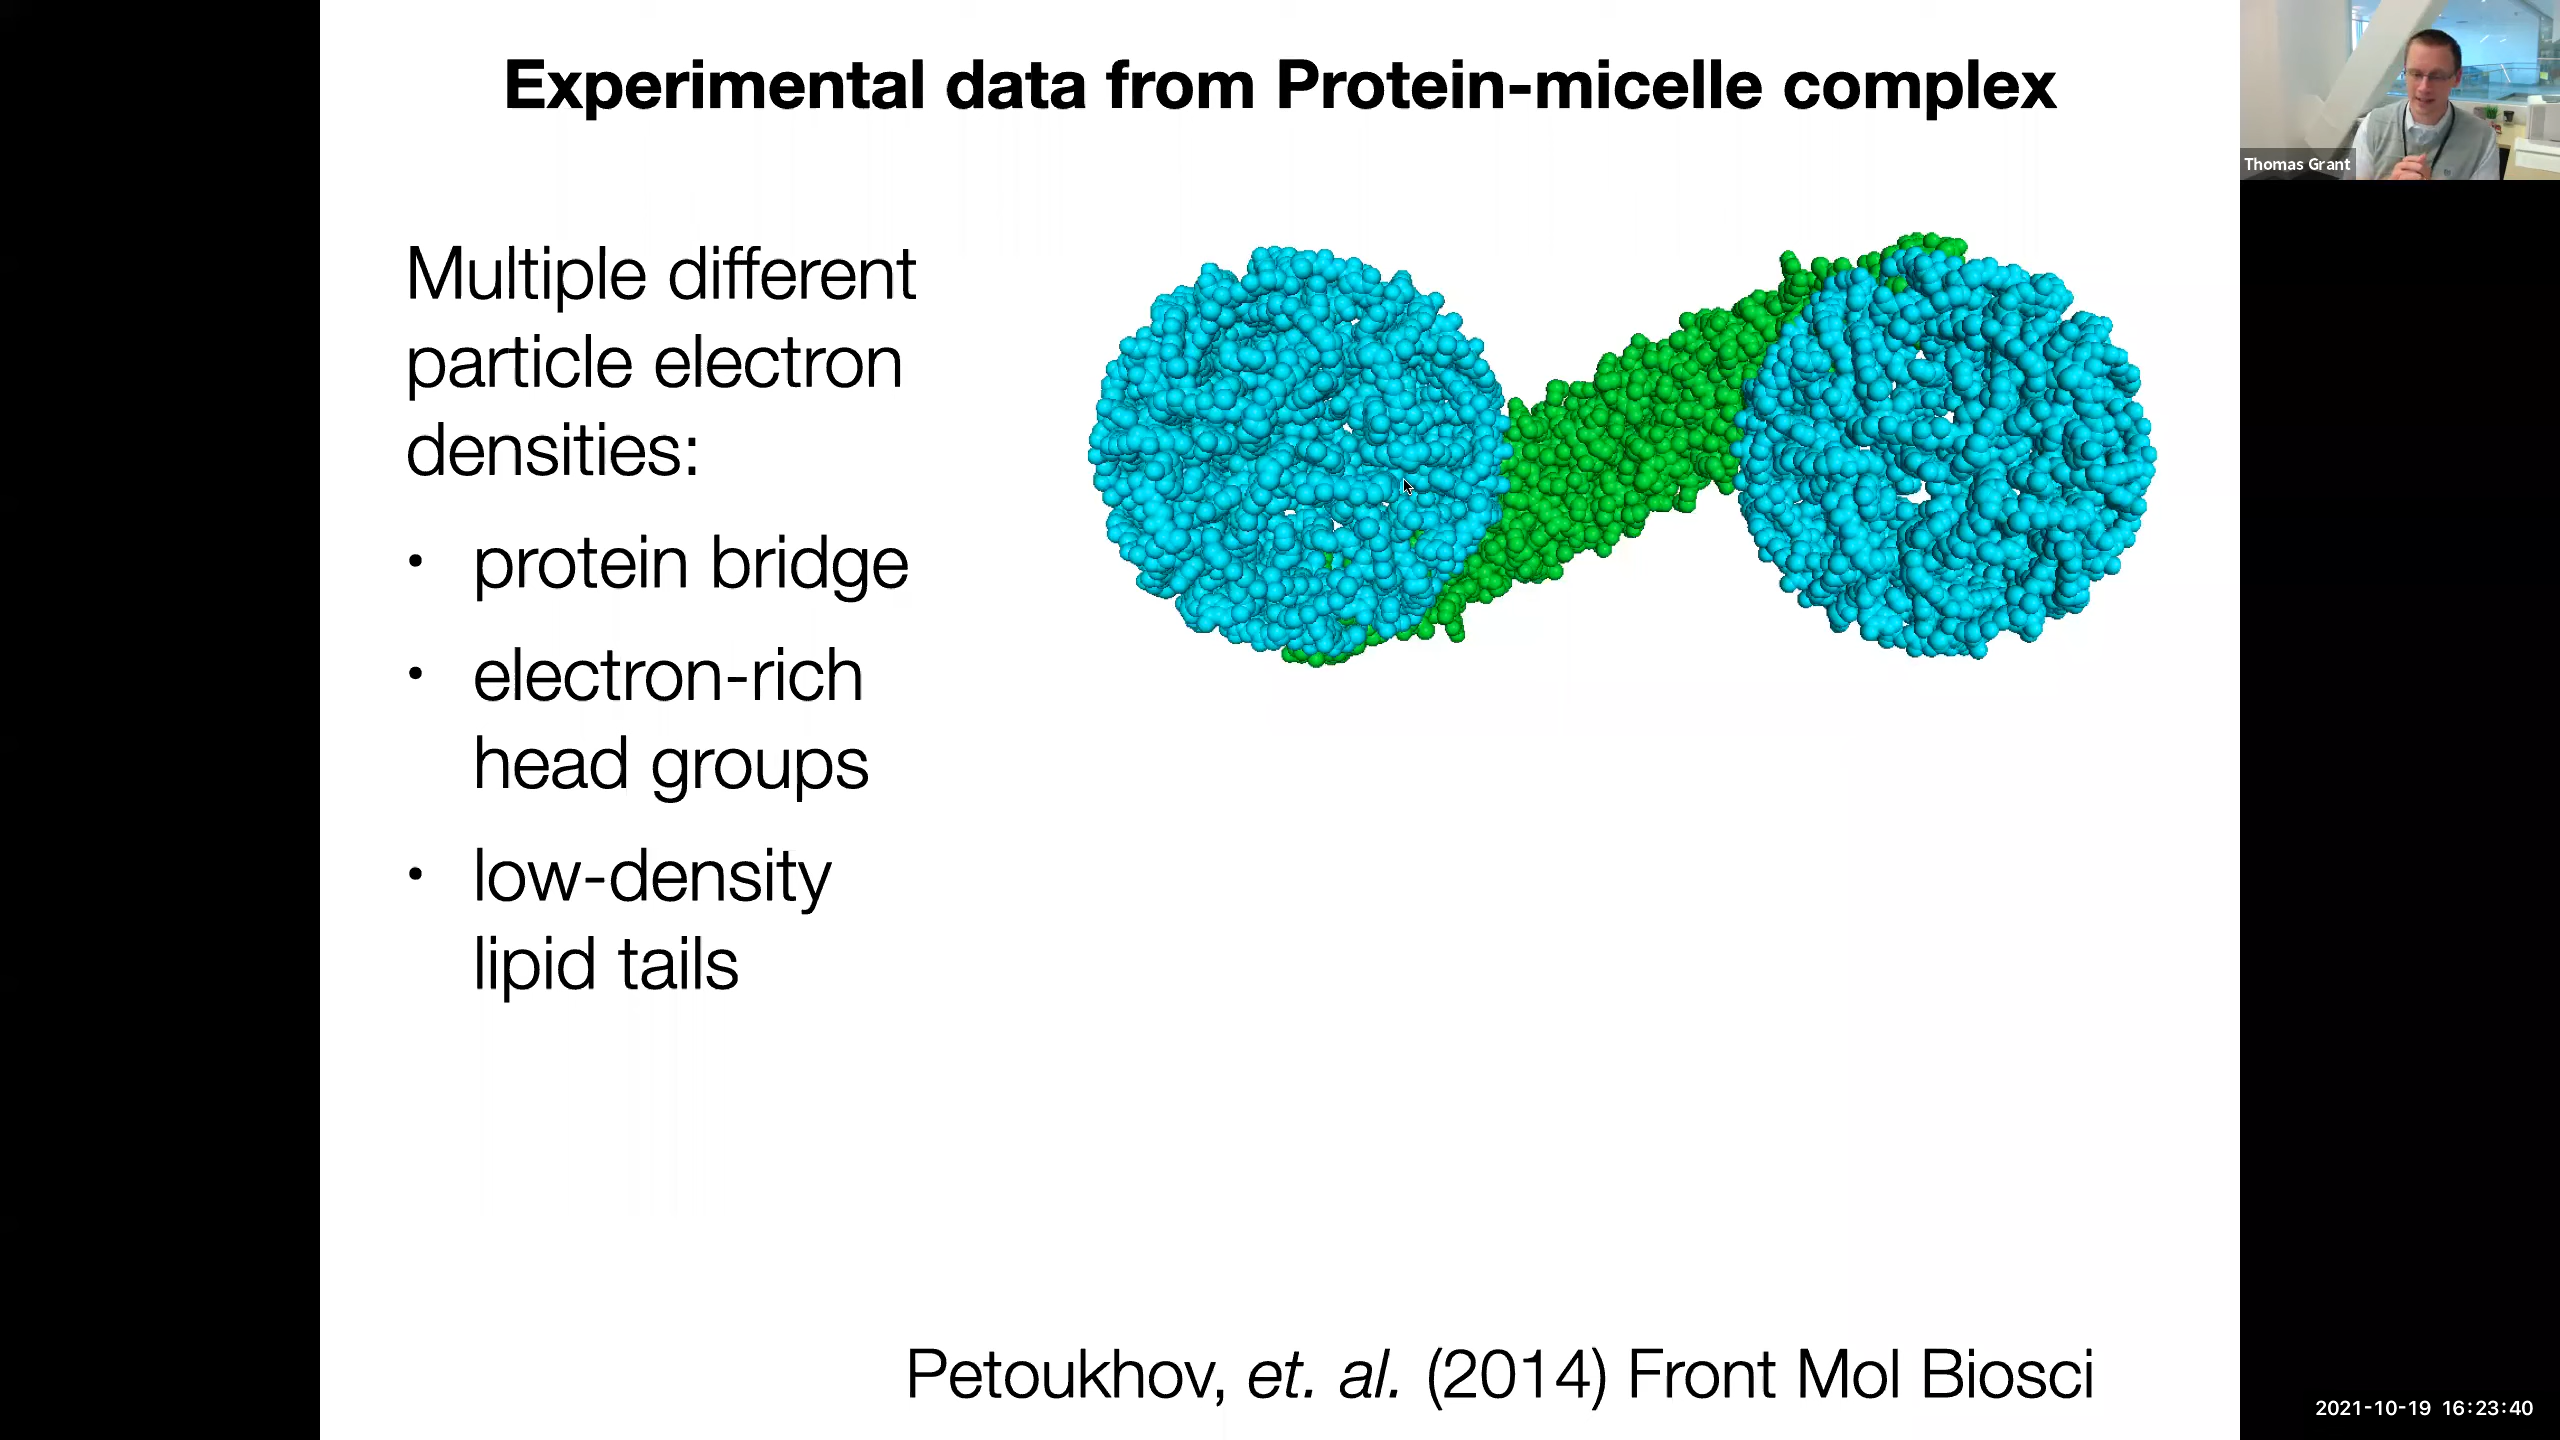 Experimental data from Protein-micelle complex
Thomas Grant
Multiple different
particle electron
densities:
• protein bridge
• electron-rich
head groups
• low-density
lipid tails
Petoukhov, et. al. (2014) Front Mol Biosci
2021-10-19 16:23:40